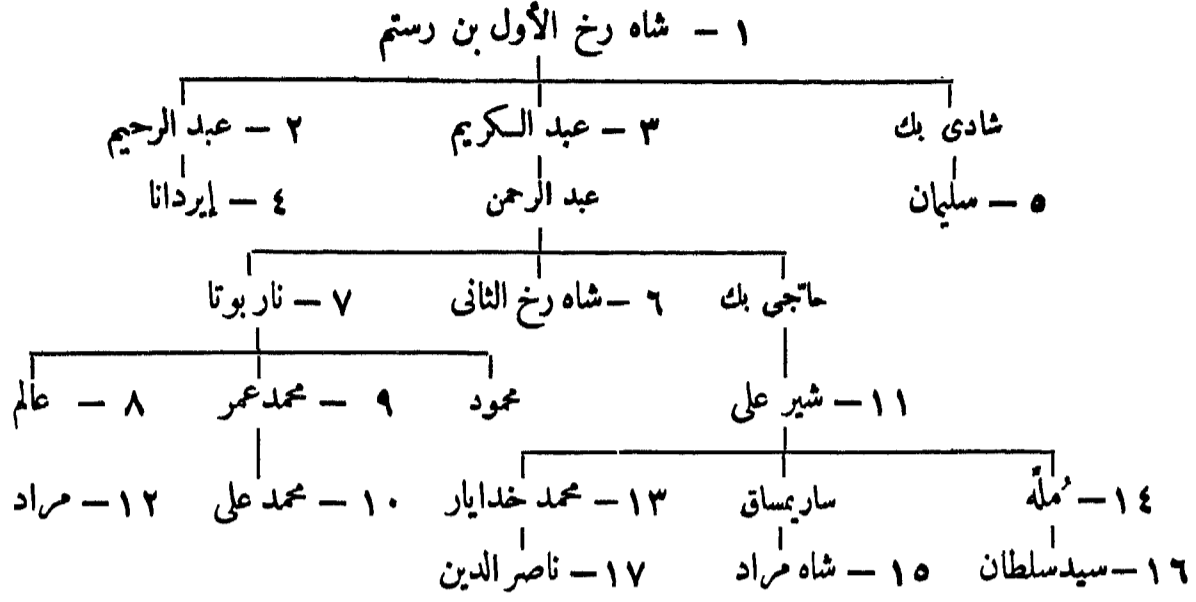 ١ – شاه رخ الأول بن رستم
شادى بك ٣ – عبد الكريم ٢ – عبد الرحيم
٥ – سليمان عبد الرحمن ٤ – إيردانا
حاجى بك ٦ – شاه رخ الثانى ٧ – ناربوتا
١١ – شير على محمود ٩ – محمد عمر ٨ – عالم
١٤ – مُلَّه ساريمساق ١٣ – محمد خدايار ١٠ – محمد على ١٢ – مراد
١٦ – سيد سلطان ١٥ – شاه مراد ١٧ – ناصر الدين